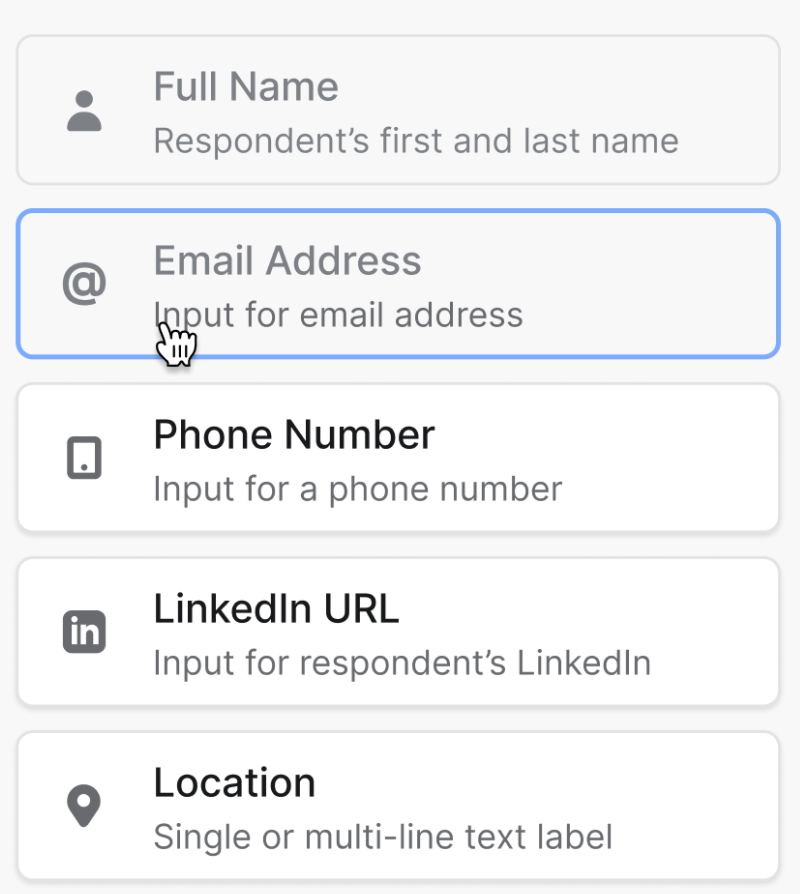 Full Name
Respondent’s first and last name
@
Email Address
Input for email address
Phone Number
Input for a phone number
in
LinkedIn URL
Input for respondent’s LinkedIn
Location
Single or multi-line text label